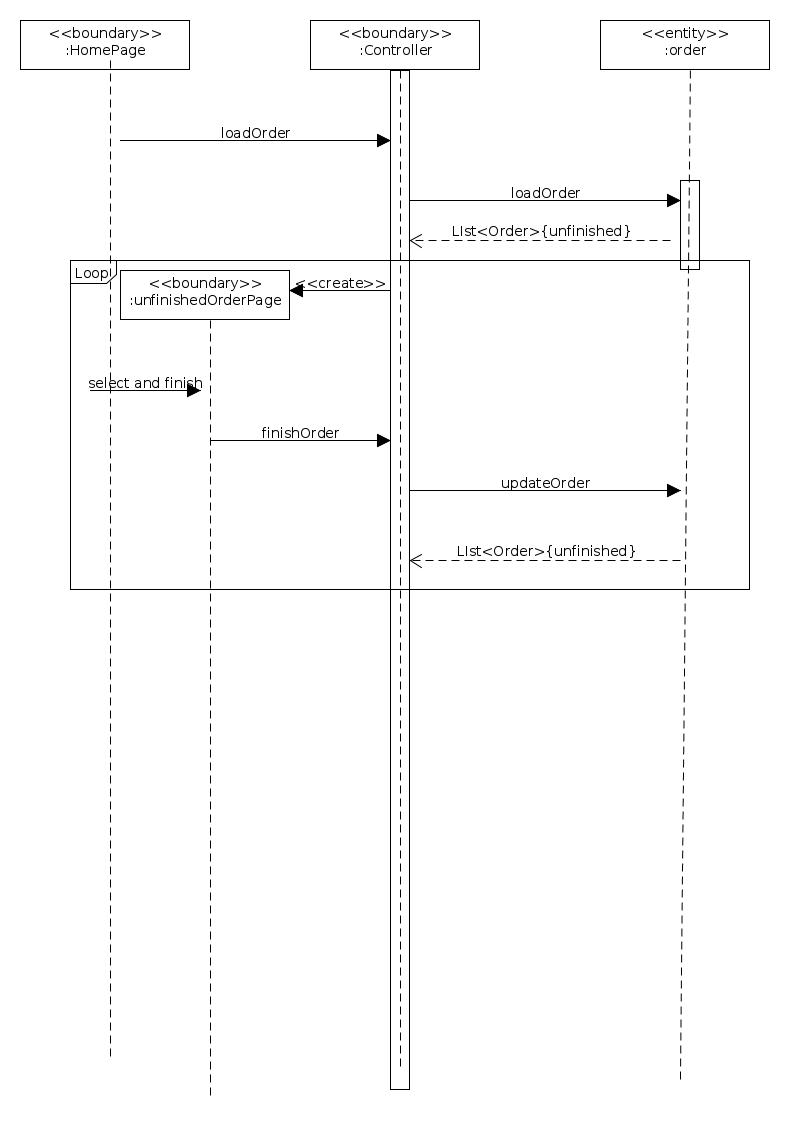 <<boundary>>
:HomePage
<<boundary>>
:Controller
<<entity>>
:order
loadOrder
loadOrder
LIst<Order>{unfinished}
Loop
<<boundary>>
:unfinishedOrderPage
<<create>>
select and finish
finishOrder
updateOrder
LIst<Order>{unfinished}